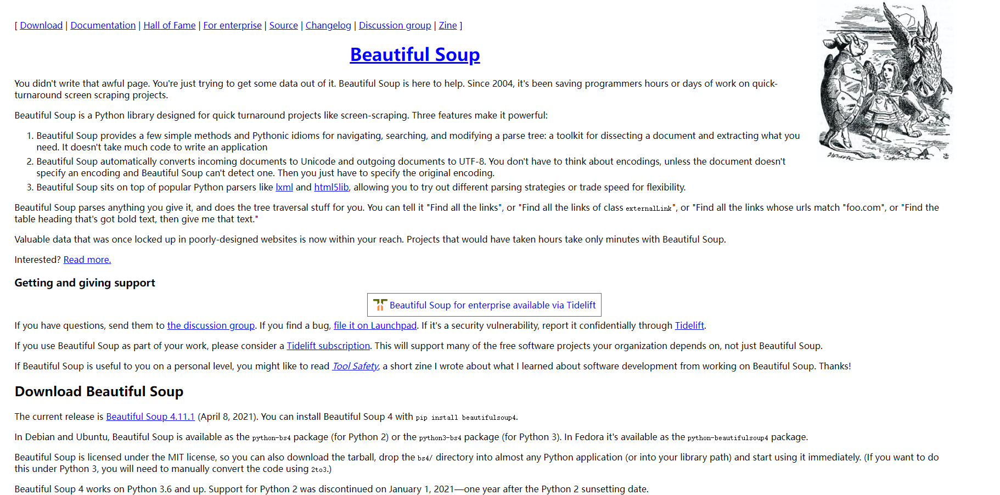 [ Download | Documentation | Hall of Fame | For enterprise | Source | Changelog | Discussion group | Zine ]
Beautiful Soup
You didn't write that awful page. You're just trying to get some data out of it. Beautiful Soup is here to help. Since 2004, it's been saving programmers hours or days of work on quick-
turnaround screen scraping projects.
Beautiful Soup is a Python library designed for quick turnaround projects like screen-scraping. Three features make it powerful:
1. Beautiful Soup provides a few simple methods and Pythonic idioms for navigating, searching, and modifying a parse tree: a toolkit for dissecting a document and extracting what you
need. It doesn't take much code to write an application
2. Beautiful Soup automatically converts incoming documents to Unicode and outgoing documents to UTF-8. You don't have to think about encodings, unless the document doesn't
specify an encoding and Beautiful Soup can't detect one. Then you just have to specify the original encoding.
3. Beautiful Soup sits on top of popular Python parsers like lxml and html5lib, allowing you to try out different parsing strategies or trade speed for flexibility.
Beautiful Soup parses anything you give it, and does the tree traversal stuff for you. You can tell it "Find all the links", or "Find all the links of class externalLink", or "Find all the links whose urls match "foo.com", or "Find the
table heading that's got bold text, then give me that text."
Valuable data that was once locked up in poorly-designed websites is now within your reach. Projects that would have taken hours take only minutes with Beautiful Soup.
Interested? Read more.
Getting and giving support
Beautiful Soup for enterprise available via Tidelift
If you have questions, send them to the discussion group. If you find a bug, file it on Launchpad. If it's a security vulnerability, report it confidentially through Tidelift.
If you use Beautiful Soup as part of your work, please consider a Tidelift subscription. This will support many of the free software projects your organization depends on, not just Beautiful Soup.
If Beautiful Soup is useful to you on a personal level, you might like to read Tool Safety, a short zine I wrote about what I learned about software development from working on Beautiful Soup. Thanks!
Download Beautiful Soup
The current release is Beautiful Soup 4.11.1 (April 8, 2021). You can install Beautiful Soup 4 with pip install beautifulsoup4.
In Debian and Ubuntu, Beautiful Soup is available as the python-bs4 package (for Python 2) or the python3-bs4 package (for Python 3). In Fedora it's available as the python-beautifulsoup4 package.
Beautiful Soup is licensed under the MIT license, so you can also download the tarball, drop the bs4/ directory into almost any Python application (or into your library path) and start using it immediately. (If you want to do
this under Python 3, you will need to manually convert the code using 2to3.)
Beautiful Soup 4 works on Python 3.6 and up. Support for Python 2 was discontinued on January 1, 2021—one year after the Python 2 sunsetting date.